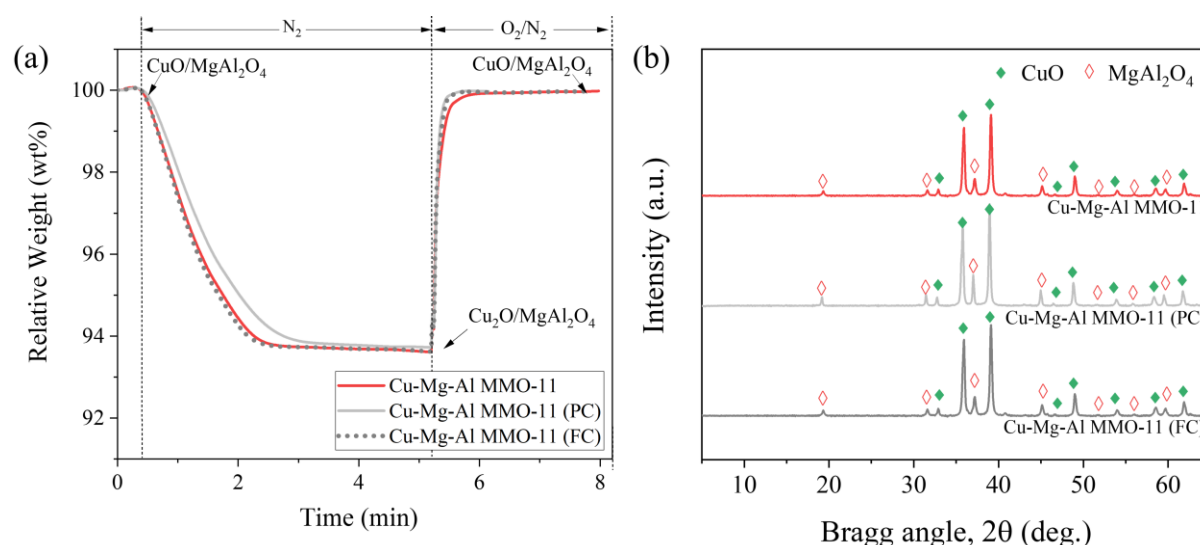 (a)
N₂
O₂/N₂
CuO/MgAl₂O₄
CuO/MgAl₂O₄
Cu₂O/MgAl₂O₄
Relative Weight (wt%)
100
98
96
94
92
Cu-Mg-Al MMO-11
Cu-Mg-Al MMO-11 (PC)
Cu-Mg-Al MMO-11 (FC)
0 2 4 6 8
Time (min)
(b)
CuO MgAl₂O₄
Intensity (a.u.)
Cu-Mg-Al MMO-1
Cu-Mg-Al MMO-11 (PC
Cu-Mg-Al MMO-11 (FC)
10 20 30 40 50 60
Bragg angle, 2θ (deg.)